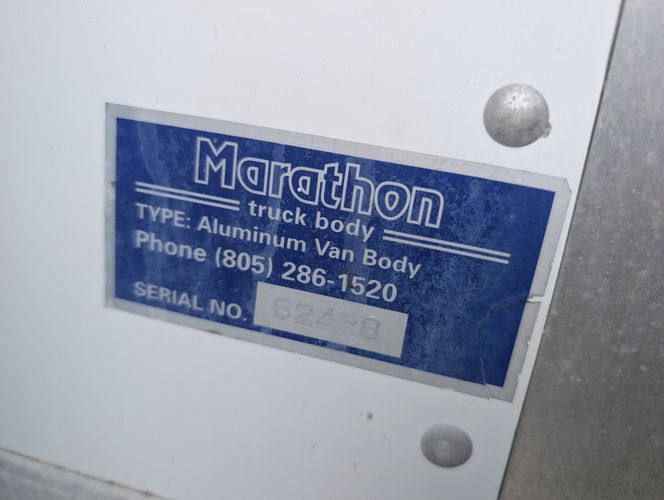 Marathon
truck body
TYPE: Aluminum Van Body
Phone (805) 286-1520
SERIAL NO.